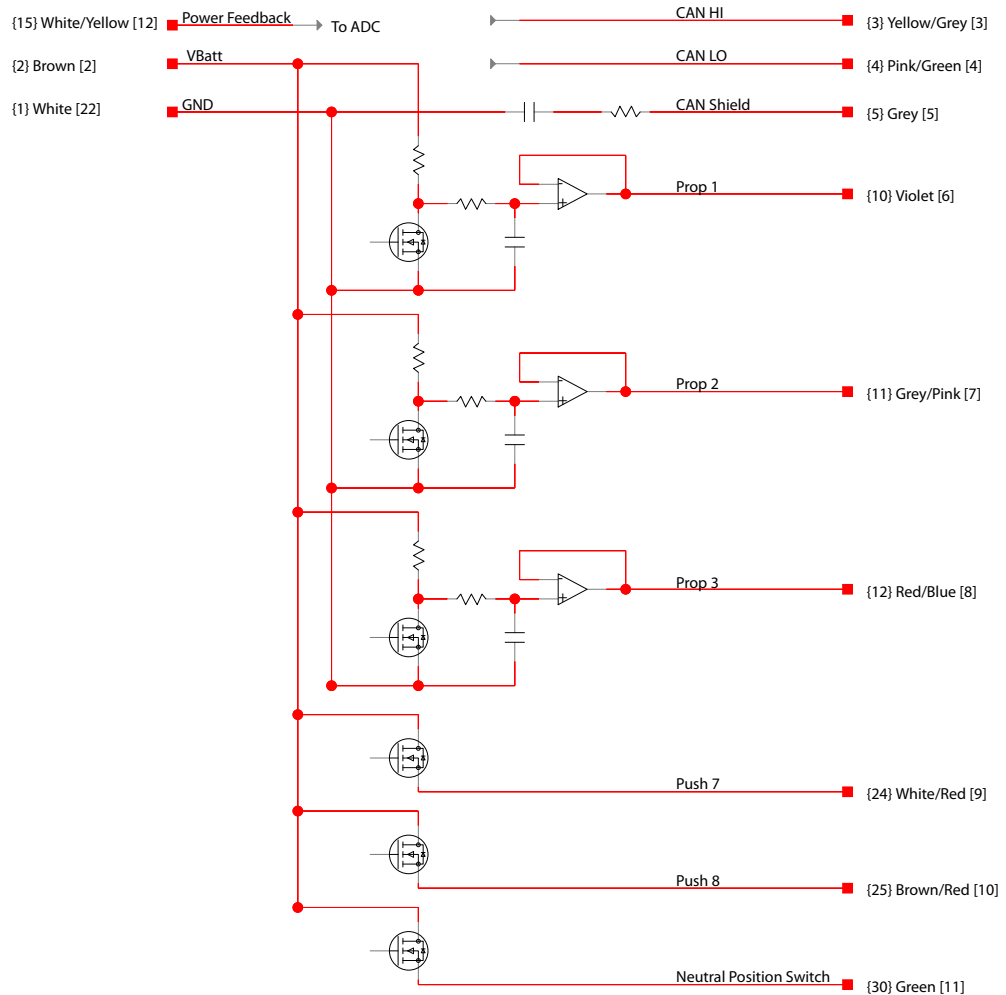 {15} White/Yellow [12] Power Feedback To ADC CAN HI {3} Yellow/Grey [3]
{2} Brown [2] VBatt CAN LO {4} Pink/Green [4]
{1} White [22] GND CAN Shield {5} Grey [5]
Prop 1 {10} Violet [6]
Prop 2 {11} Grey/Pink [7]
Prop 3 {12} Red/Blue [8]
Push 7 {24} White/Red [9]
Push 8 {25} Brown/Red [10]
Neutral Position Switch {30} Green [11]